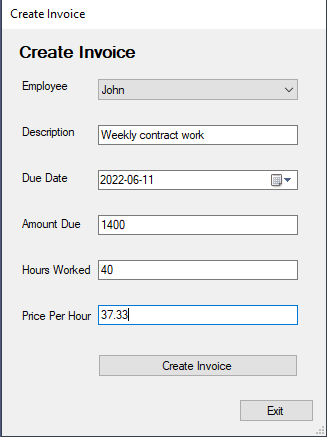 Create Invoice
Create Invoice
Employee John
Description Weekly contract work
Due Date 2022-06-11
Amount Due 1400
Hours Worked 40
Price Per Hour 37.33
Create Invoice
Exit